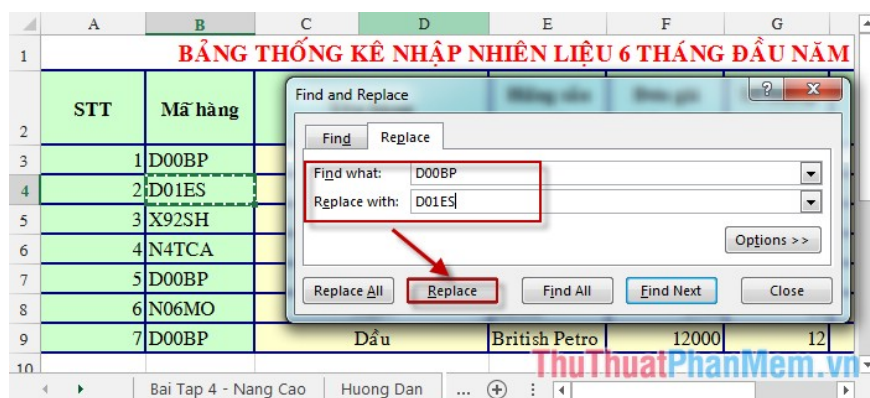 A B C D E F G
1 BẢNG THỐNG KÊ NHẬP NHIÊN LIỆU 6 THÁNG ĐẦU NĂM
2 STT Mã hàng
3 1 D00BP
4 2 D01ES
5 3 X92SH
6 4 N4TCA
7 5 D00BP
8 6 N06MO
9 7 D00BP Dầu British Petro 12000 12
10
Find and Replace
? X
Find Replace
Find what: D00BP
Replace with: D01ES
Options >>
Replace All Replace Find All Find Next Close
ThuThuatPhanMem.vn
Bai Tap 4 - Nang Cao Huong Dan ...